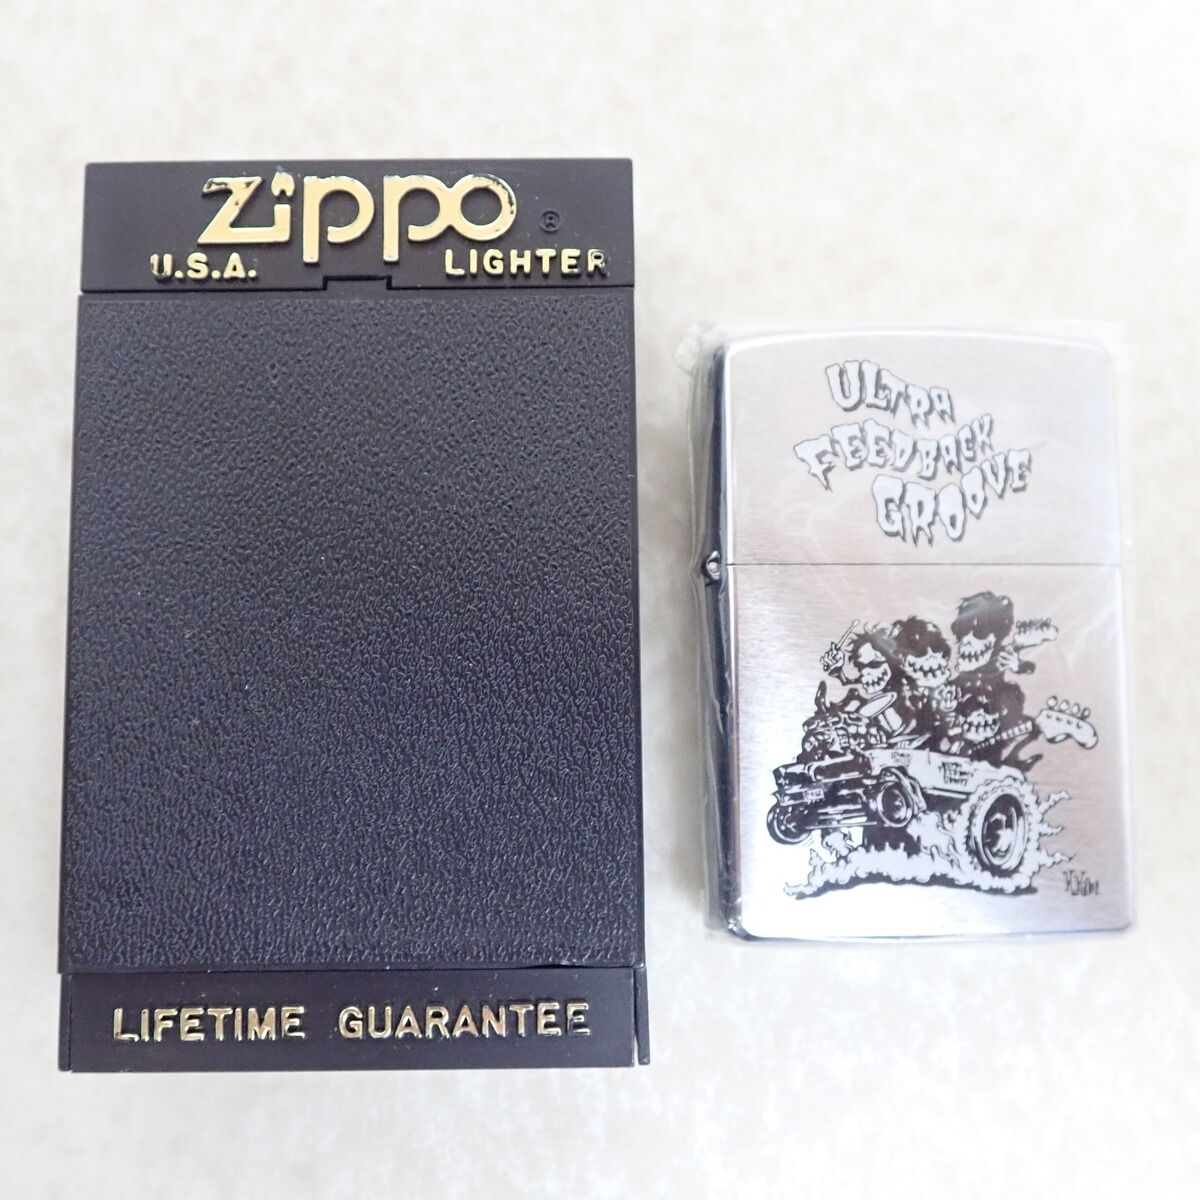 Zippo ®
U.S.A. LIGHTER
LIFETIME GUARANTEE
ULTRA
FEEDBACK
GROOVE